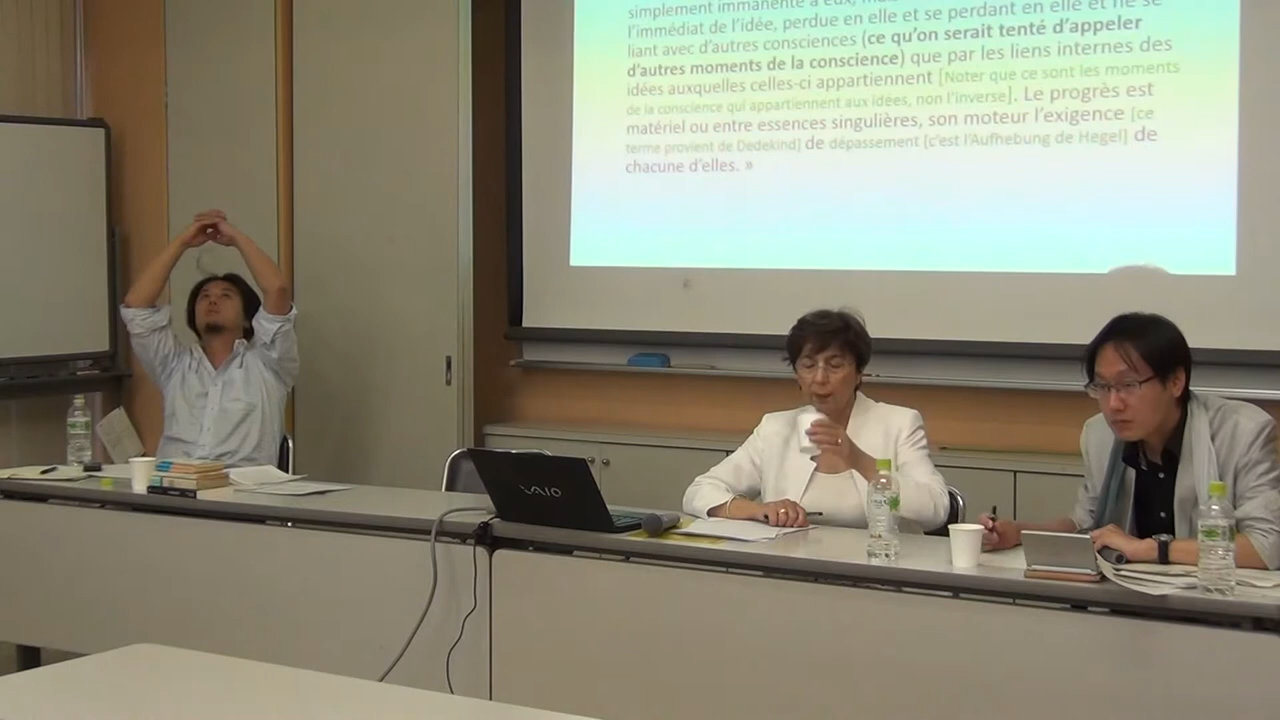 simplement immanente à eux, mais
l'immédiat de l'idée, perdue en elle et se perdant en elle et ne se
liant avec d'autres consciences (ce qu'on serait tenté d'appeler
d'autres moments de la conscience) que par les liens internes des
idées auxquelles celles-ci appartiennent [Noter que ce sont les moments
de la conscience qui appartiennent aux idées, non l'inverse]. Le progrès est
matériel ou entre essences singulières, son moteur l'exigence [ce
terme provient de Dedekind] de dépassement [c'est l'Aufhebung de Hegel] de
chacune d'elles. »
VAIO